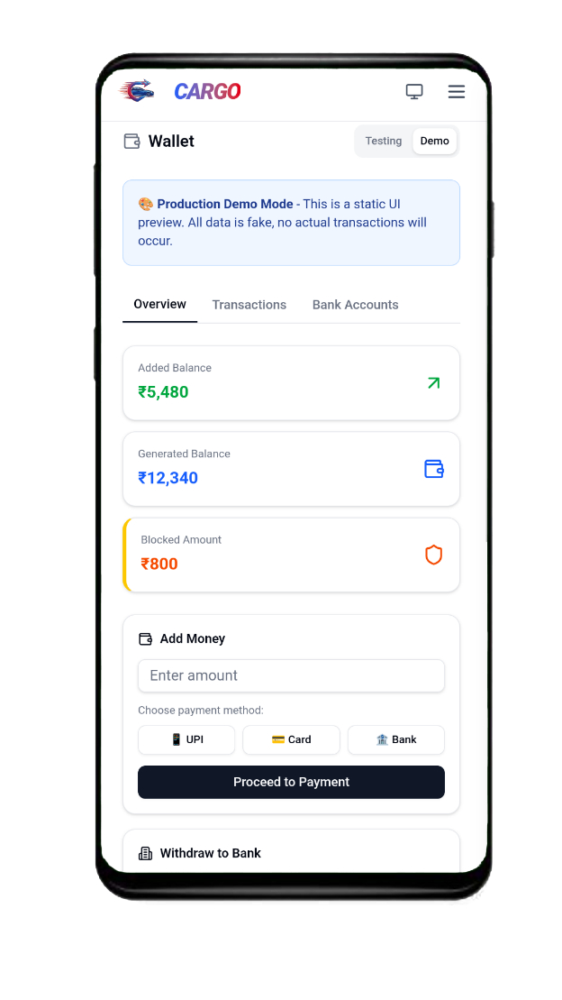 CARGO
Wallet
Testing
Demo
🎨 Production Demo Mode - This is a static UI
preview. All data is fake, no actual transactions will
occur.
Overview
Transactions
Bank Accounts
Added Balance
₹5,480
Generated Balance
₹12,340
Blocked Amount
₹800
Add Money
Enter amount
Choose payment method:
📱 UPI
💳 Card
🏦 Bank
Proceed to Payment
Withdraw to Bank